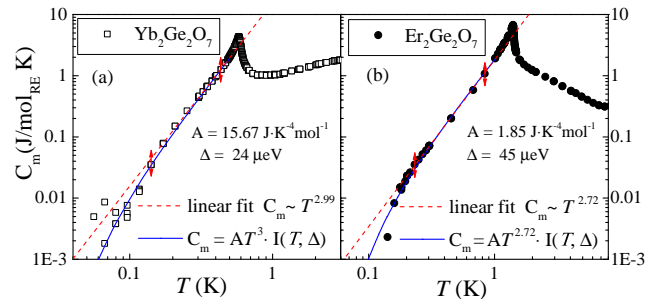 Yb₂Ge₂O₇
Er₂Ge₂O₇
(a)
(b)
C_m (J/mol_RE K)
10
1
0.1
0.01
1E-3
A = 15.67 J·K⁻⁴mol⁻¹
Δ = 24 μeV
linear fit C_m ~ T^2.99
C_m = AT³ · I(T, Δ)
0.1
1
T (K)
A = 1.85 J·K⁻⁴mol⁻¹
Δ = 45 μeV
linear fit C_m ~ T^2.72
C_m = AT^2.72 · I(T, Δ)
0.1
1
T (K)
10
1
0.1
0.01
1E-3